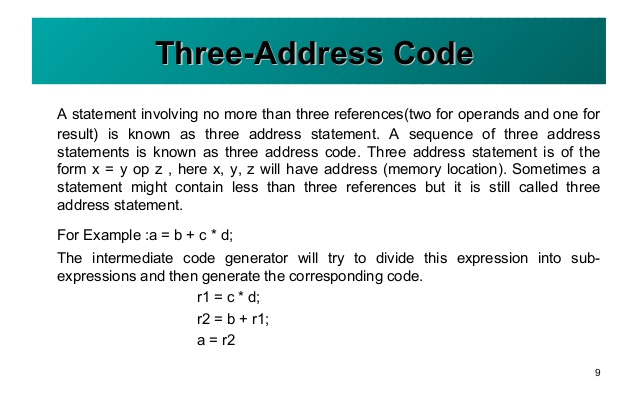 Three-Address Code
A statement involving no more than three references(two for operands and one for
result) is known as three address statement. A sequence of three address
statements is known as three address code. Three address statement is of the
form x = y op z , here x, y, z will have address (memory location). Sometimes a
statement might contain less than three references but it is still called three
address statement.
For Example :a = b + c * d;
The intermediate code generator will try to divide this expression into sub-
expressions and then generate the corresponding code.
r1 = c * d;
r2 = b + r1;
a = r2
9